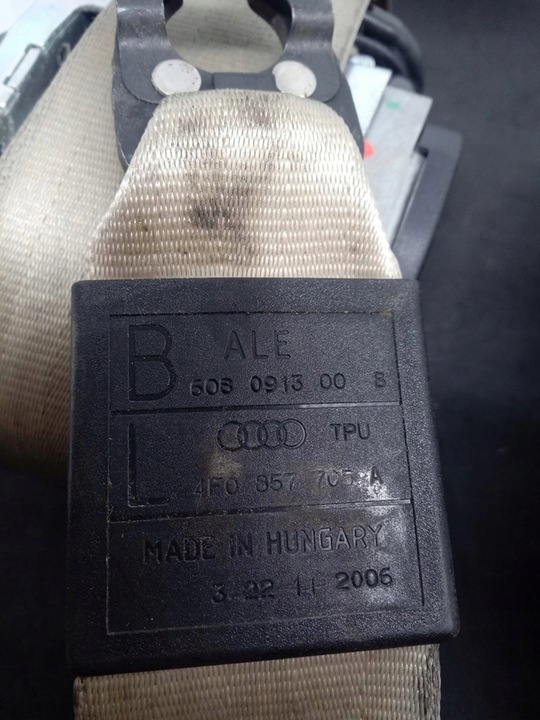 B ALE
608 0913 00 B
L TPU
4F0 857 705 A
MADE IN HUNGARY
3 22 11 2006